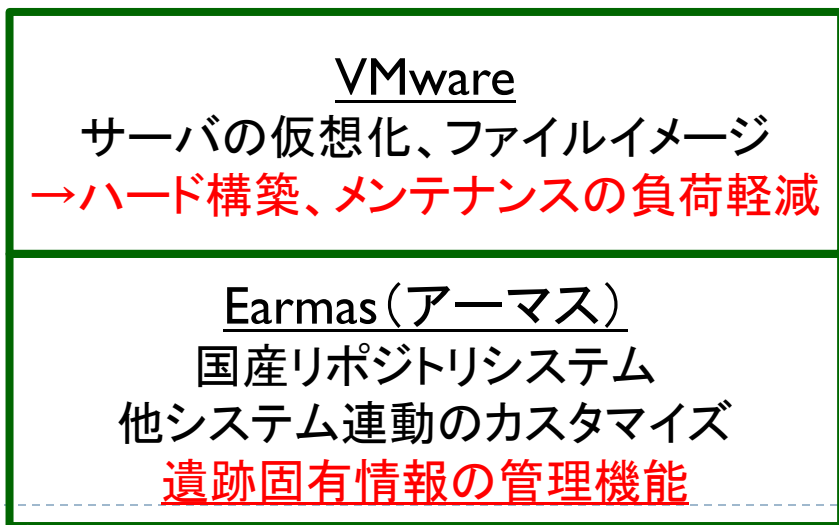 VMware
サーバの仮想化、ファイルイメージ
→ハード構築、メンテナンスの負荷軽減
Earmas(アーマス)
国産リポジトリシステム
他システム連動のカスタマイズ
遺跡固有情報の管理機能